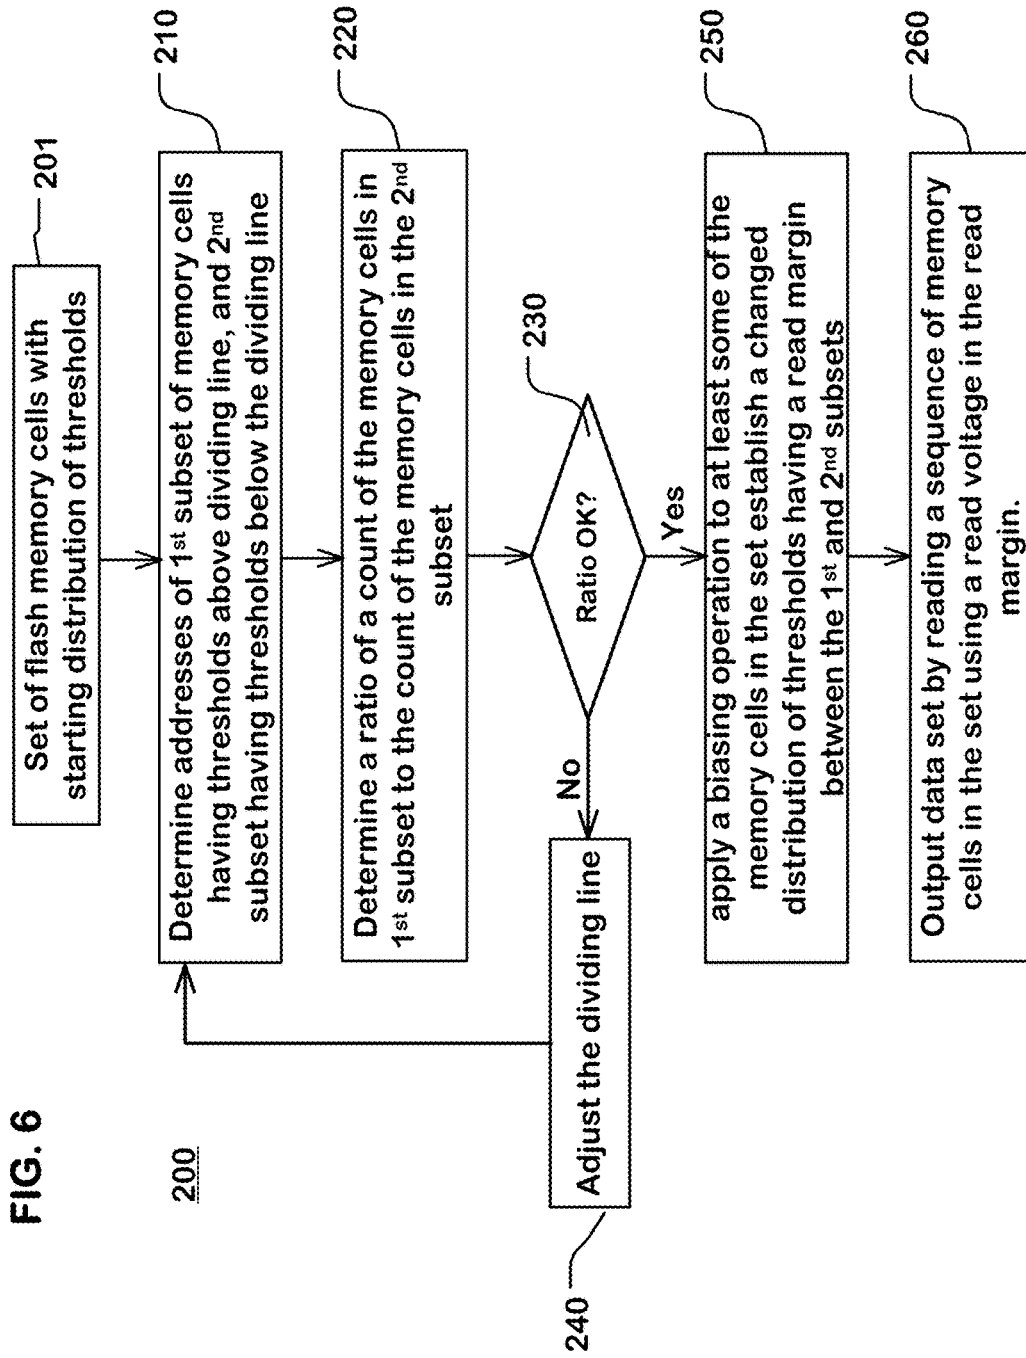 FIG. 6
200
Set of flash memory cells with
starting distribution of thresholds
201
Determine addresses of 1st subset of memory cells
having thresholds above dividing line, and 2nd
subset having thresholds below the dividing line
210
Determine a ratio of a count of the memory cells in
1st subset to the count of the memory cells in the 2nd
subset
220
Ratio OK?
230
No
Yes
Adjust the dividing line
240
apply a biasing operation to at least some of the
memory cells in the set establish a changed
distribution of thresholds having a read margin
between the 1st and 2nd subsets
250
Output data set by reading a sequence of memory
cells in the set using a read voltage in the read
margin.
260